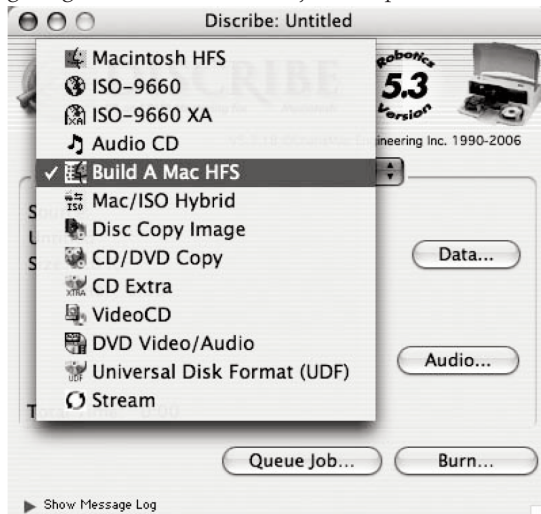 Discribe: Untitled
Macintosh HFS
ISO-9660
ISO-9660 XA
Audio CD
✓ Build A Mac HFS
Mac/ISO Hybrid
Disc Copy Image
CD/DVD Copy
CD Extra
VideoCD
DVD Video/Audio
Universal Disk Format (UDF)
Stream
Robotics
5.3
Version
ineering Inc. 1990-2006
Data...
Audio...
Queue Job...
Burn...
Show Message Log